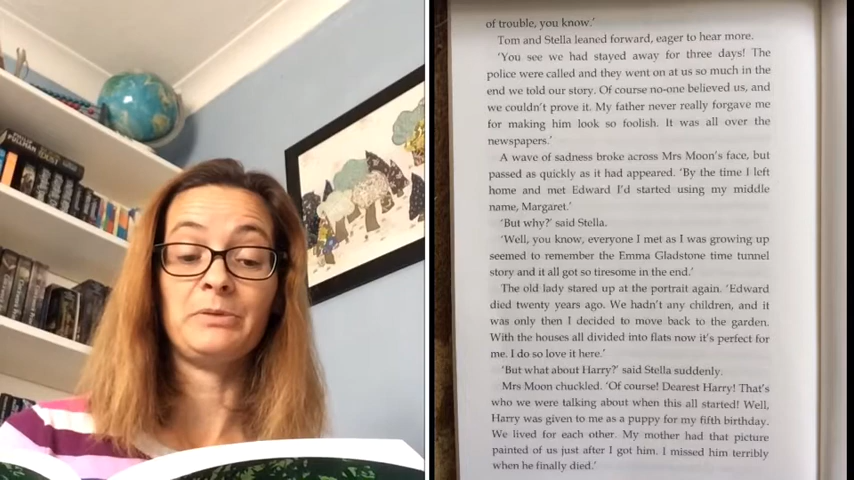 PULLMAN
of trouble, you know.'
Tom and Stella leaned forward, eager to hear more.
'You see we had stayed away for three days! The
police were called and they went on at us so much in the
end we told our story. Of course no-one believed us, and
we couldn't prove it. My father never really forgave me
for making him look so foolish. It was all over the
newspapers.'
A wave of sadness broke across Mrs Moon's face, but
passed as quickly as it had appeared. 'By the time I left
home and met Edward I'd started using my middle
name, Margaret.'
'But why?' said Stella.
'Well, you know, everyone I met as I was growing up
seemed to remember the Emma Gladstone time tunnel
story and it all got so tiresome in the end.'
The old lady stared up at the portrait again. 'Edward
died twenty years ago. We hadn't any children, and it
was only then I decided to move back to the garden.
With the houses all divided into flats now it's perfect for
me. I do so love it here.'
'But what about Harry?' said Stella suddenly.
Mrs Moon chuckled. 'Of course! Dearest Harry! That's
who we were talking about when this all started! Well,
Harry was given to me as a puppy for my fifth birthday.
We lived for each other. My mother had that picture
painted of us just after I got him. I missed him terribly
when he finally died.'